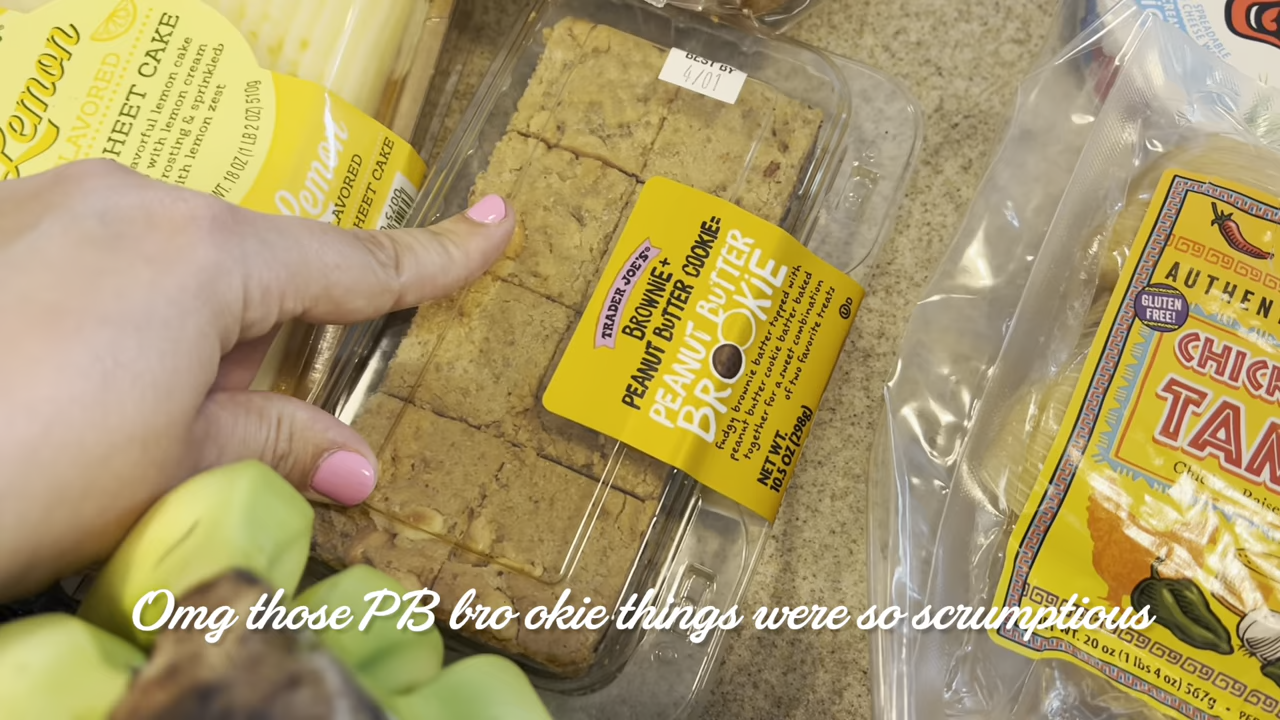 Lemon
FLAVORED
SHEET CAKE
flavorful lemon cake
with lemon cream
frosting & sprinkled
with lemon zest
WT. 18 OZ (1 LB 2 OZ) 510g
Lemon
FLAVORED
SHEET CAKE
BEST BY
4/01
TRADER JOE'S®
BROWNIE +
PEANUT BUTTER COOKIE=
PEANUT BUTTER
BROOKIE
fudgy brownie batter topped with
peanut butter cookie batter baked
together for a sweet combination
of two favorite treats
NET WT.
10.5 OZ (298g)
SPREADABLE
CHEESE
AUTHEN
GLUTEN
FREE!
CHICK
TAM
WT. 20 oz (1 lbs 4 oz) 567g
Omg those PB bro okie things were so scrumptious